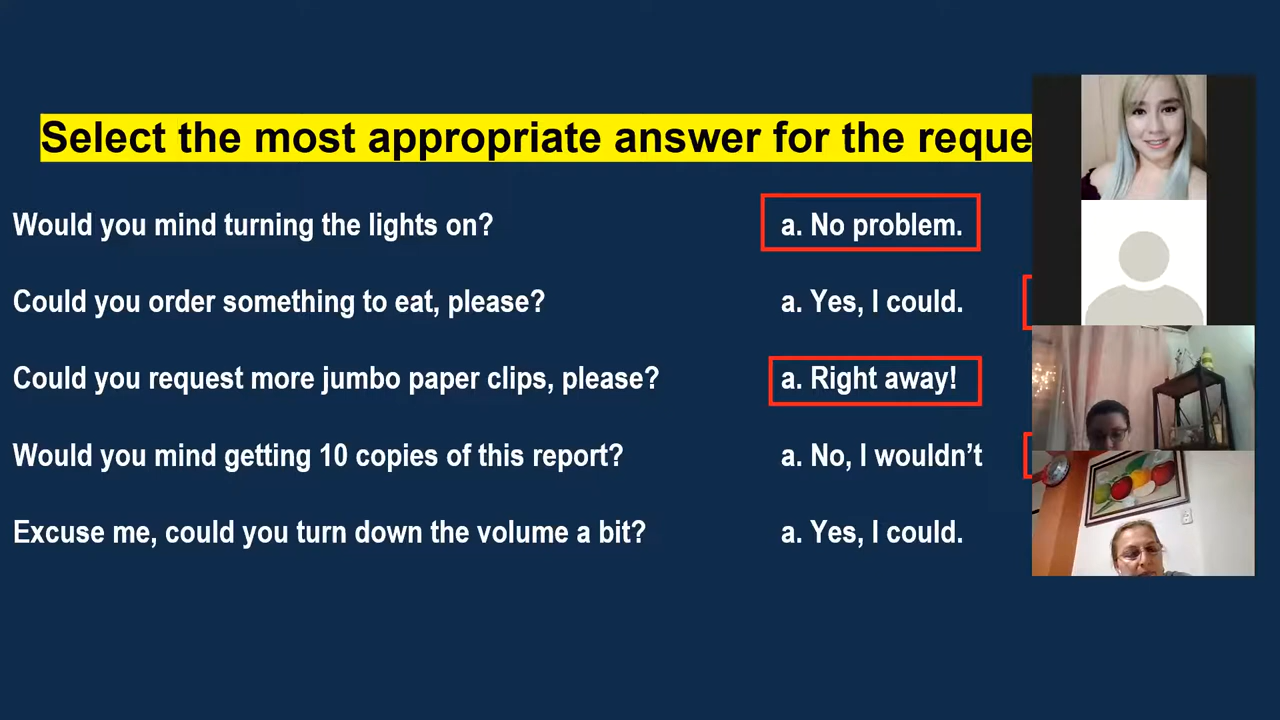 Select the most appropriate answer for the reque
Would you mind turning the lights on? a. No problem.
Could you order something to eat, please? a. Yes, I could.
Could you request more jumbo paper clips, please? a. Right away!
Would you mind getting 10 copies of this report? a. No, I wouldn't
Excuse me, could you turn down the volume a bit? a. Yes, I could.